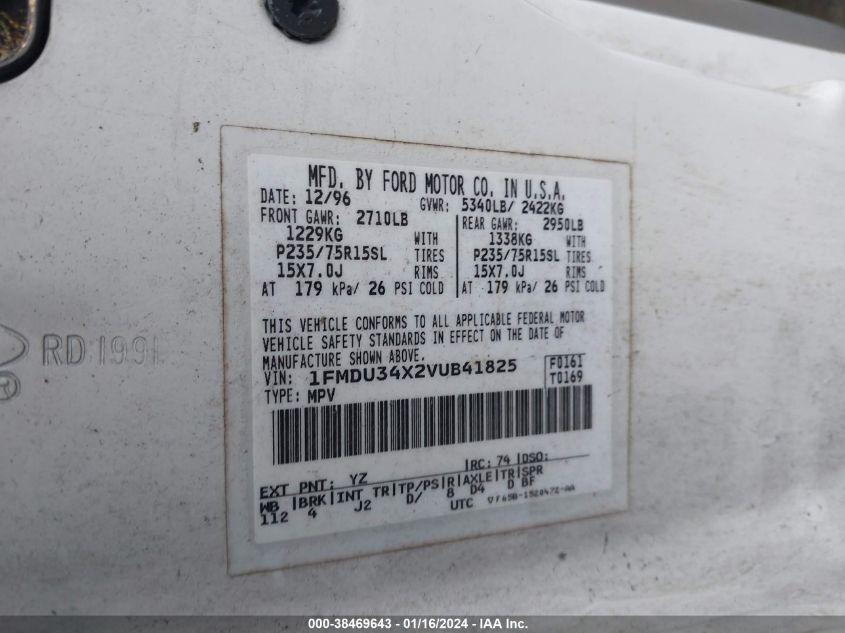 MFD. BY FORD MOTOR CO. IN U.S.A.
DATE: 12/96 GVWR: 5340LB/ 2422KG
FRONT GAWR: 2710LB REAR GAWR: 2950LB
1229KG WITH 1338KG WITH
P235/75R15SL TIRES P235/75R15SL TIRES
15X7.0J RIMS 15X7.0J RIMS
AT 179 kPa/ 26 PSI COLD AT 179 kPa/ 26 PSI COLD
THIS VEHICLE CONFORMS TO ALL APPLICABLE FEDERAL MOTOR
VEHICLE SAFETY STANDARDS IN EFFECT ON THE DATE OF
MANUFACTURE SHOWN ABOVE.
VIN: 1FMDU34X2VUB41825 F0161
TYPE: MPV T0169
EXT PNT: YZ RC: 74 DSO:
WB BRK INT TR TP/PS R AXLE TR SPR
112 4 J2 D/ 8 D4 D BF
UTC
RD 1991
000-38469643 - 01/16/2024 - IAA Inc.